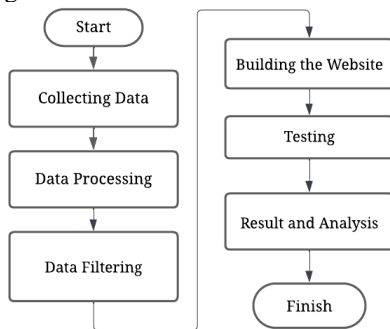 Start
Collecting Data
Data Processing
Data Filtering
Building the Website
Testing
Result and Analysis
Finish